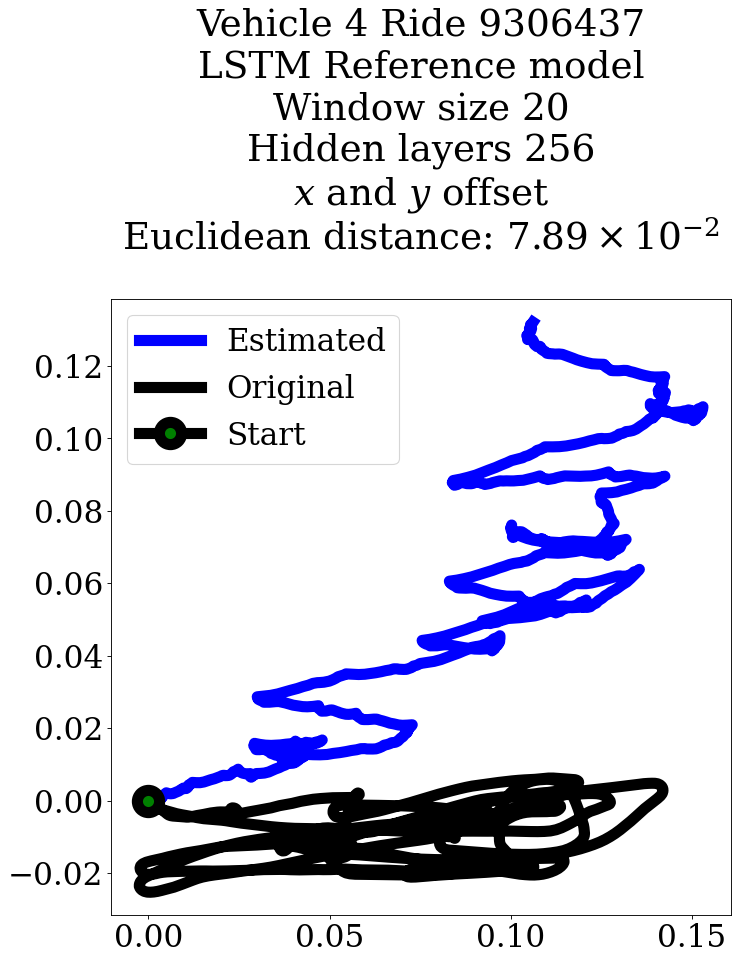 Vehicle 4 Ride 9306437
LSTM Reference model
Window size 20
Hidden layers 256
x and y offset
Euclidean distance: 7.89 × 10⁻²
Estimated
Original
Start
0.12
0.10
0.08
0.06
0.04
0.02
0.00
−0.02
0.00 0.05 0.10 0.15